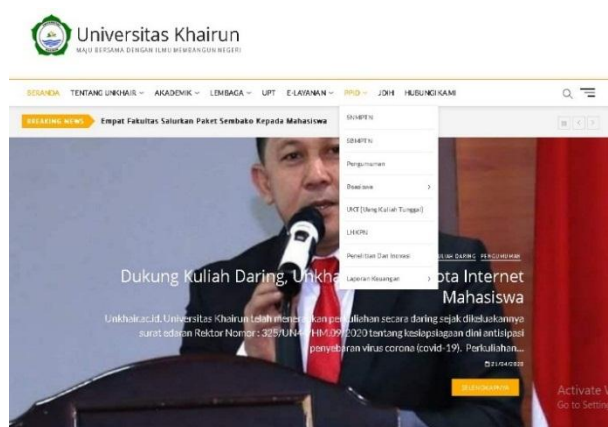 Universitas Khairun
MAJU BERSAMA DENGAN ILMU MEMBANGUN NEGERI
BERANDA TENTANG UNKHAIR AKADEMIK LEMBAGA UPT E-LAYANAN PPID JDIH HUBUNGI KAMI
BREAKING NEWS Empat Fakultas Salurkan Paket Sembako Kepada Mahasiswa
SNMPTN
SBMPTN
Pengumuman
Beasiswa
UKT (Uang Kuliah Tunggal)
LHKPN
Penelitian Dan Inovasi
Laporan Keuangan
KULIAH DARING PENGUMUMAN
Dukung Kuliah Daring, Unkha ota Internet
Mahasiswa
Unkhair.ac.id. Universitas Khairun telah menerapkan perkuliahan secara daring sejak dikeluakannya
surat edaran Rektor Nomor : 325/UN44/HM.09/2020 tentang kesiapsiagaan dini antisipasi
penyebaran virus corona (covid-19). Perkuliahan...
21/04/2020
SELENGKAPNYA
Activate
Go to Setting